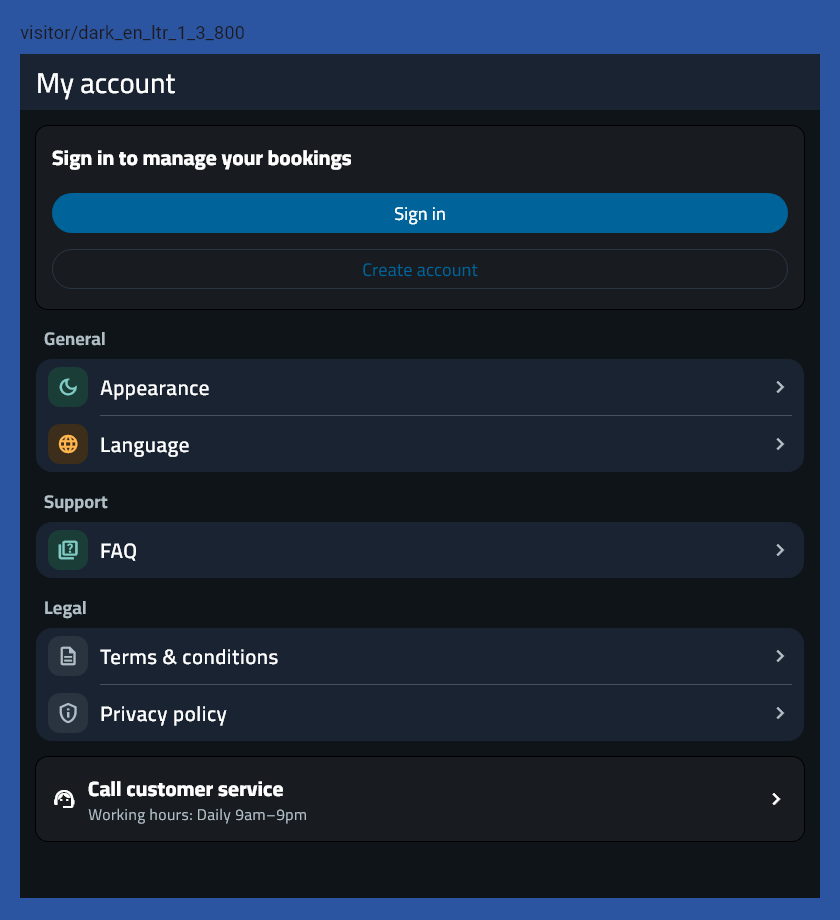 visitor/dark_en_ltr_1_3_800
My account
Sign in to manage your bookings
Sign in
Create account
General
Appearance
Language
Support
FAQ
Legal
Terms & conditions
Privacy policy
Call customer service
Working hours: Daily 9am–9pm